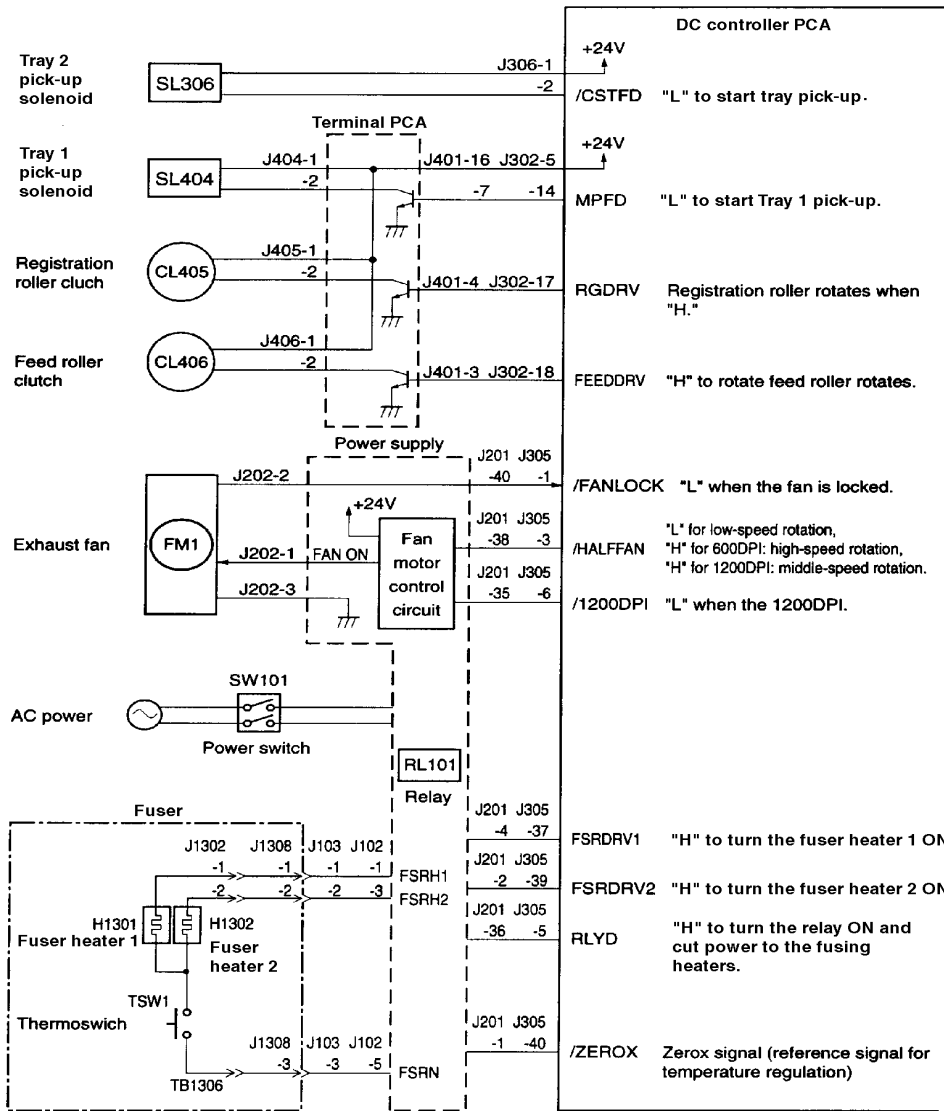 DC controller PCA
+24V
Tray 2
pick-up
solenoid
SL306
J306-1
-2
/CSTFD "L" to start tray pick-up.
Terminal PCA
Tray 1
pick-up
solenoid
SL404
J404-1
-2
J401-16 J302-5
+24V
-7 -14
MPFD "L" to start Tray 1 pick-up.
Registration
roller cluch
CL405
J405-1
-2
J401-4 J302-17
RGDRV Registration roller rotates when
"H."
Feed roller
clutch
CL406
J406-1
-2
J401-3 J302-18
FEEDDRV "H" to rotate feed roller rotates.
Power supply
J202-2
J201 J305
-40 -1
/FANLOCK "L" when the fan is locked.
+24V
Exhaust fan
FM1
J202-1 FAN ON
J202-3
Fan
motor
control
circuit
J201 J305
-38 -3
/HALFFAN
"L" for low-speed rotation,
"H" for 600DPI: high-speed rotation,
"H" for 1200DPI: middle-speed rotation.
J201 J305
-35 -6
/1200DPI "L" when the 1200DPI.
SW101
AC power
Power switch
RL101
Relay
Fuser
J201 J305
-4 -37
FSRDRV1 "H" to turn the fuser heater 1 ON
J201 J305
-2 -39
FSRDRV2 "H" to turn the fuser heater 2 ON
J201 J305
-36 -5
RLYD
"H" to turn the relay ON and
cut power to the fusing
heaters.
J1302 J1308 J103 J102
-1 -1 -1 -1 FSRH1
-2 -2 -2 -3 FSRH2
H1301
Fuser heater 1
H1302
Fuser
heater 2
TSW1
Thermoswich
J1308 J103 J102
-3 -3 -5 FSRN
TB1306
J201 J305
-1 -40
/ZEROX Zerox signal (reference signal for
temperature regulation)